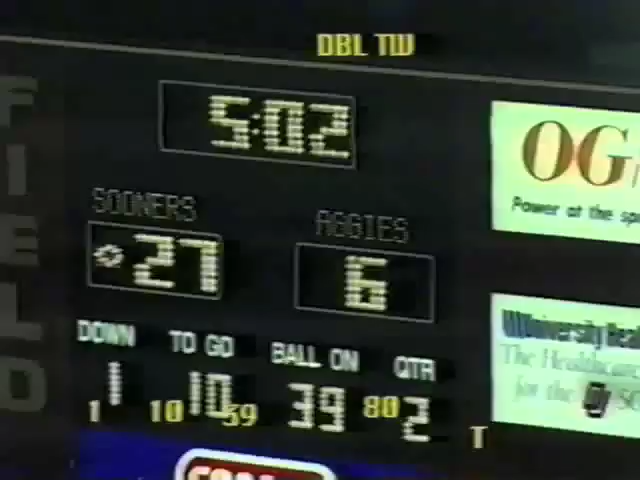 DBL TW
FIELD
5:02
SOONERS AGGIES
27 6
DOWN TO GO BALL ON QTR
1 10 39 2
1 10 59 80 T
OG
Power at the
University
The Healthcare
for the OU